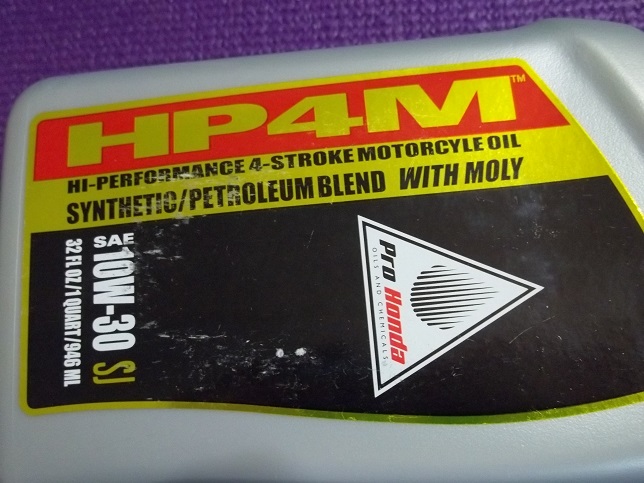 HP4M™
HI-PERFORMANCE 4-STROKE MOTORCYLE OIL
SYNTHETIC/PETROLEUM BLEND WITH MOLY
SAE 10W-30 SJ
32 FL OZ/1 QUART/946 ML
Pro Honda
OILS AND CHEMICALS